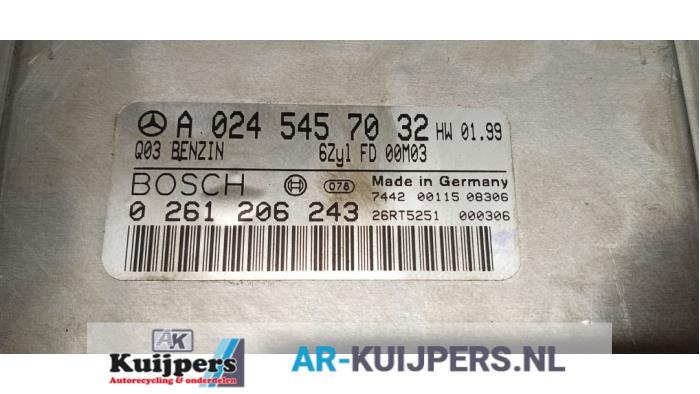 A 024 545 70 32 HW 01.99
Q03 BENZIN 6Zyl FD 00M03
BOSCH 076 Made in Germany
7442 00115 08306
0 261 206 243 26RT5251 000306
AK
Kuijpers
Autorecycling & onderdelen
AR-KUIJPERS.NL